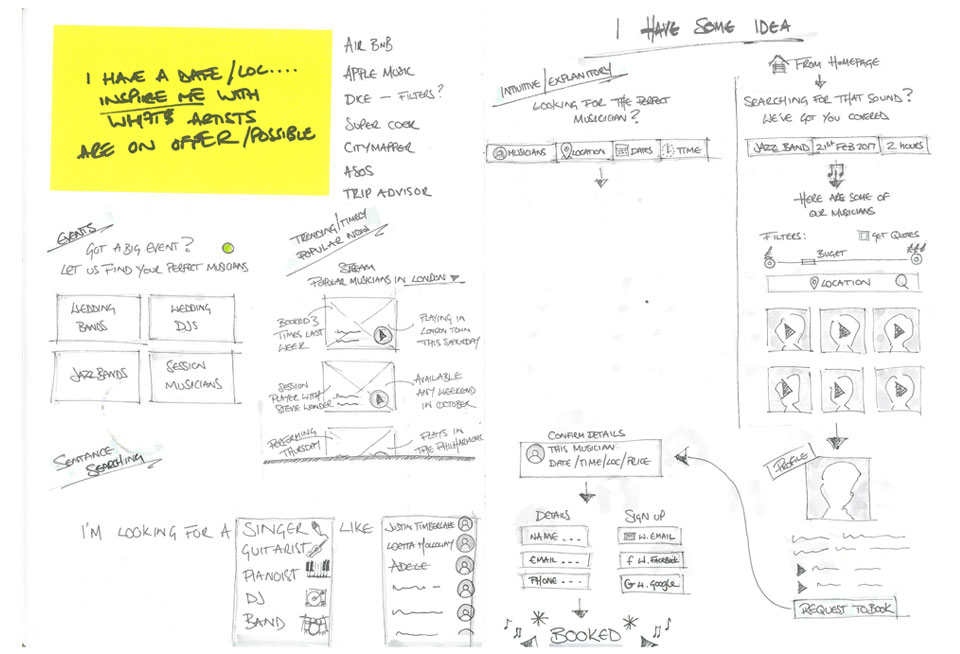 I HAVE A DATE/LOC....
INSPIRE ME WITH
WHAT'S ARTISTS
ARE ON OFFER/POSSIBLE
AIR BNB
APPLE MUSIC
DICE — FILTERS?
SUPER COOK
CITYMAPPER
ASOS
TRIP ADVISOR
EVENTS
GOT A BIG EVENT?
LET US FIND YOUR PERFECT MUSICIANS
WEDDING
BANDS
WEDDING
DJS
JAZZ BANDS
SESSION
MUSICIANS
TRENDING/TIMED
POPULAR NOW
STREAM
POPULAR MUSICIANS IN LONDON
BOOKED 3
TIMES LAST
WEEK
PLAYING IN
LONDON TOWN
THIS SATURDAY
SESSION
PLAYER WITH
STEVIE WONDER
AVAILABLE
ANY WEEKEND
IN OCTOBER
PERFORMING
THURSDAY
PLAYS IN
THE PHILHARMONIC
SENTANCE
SEARCHING
I'M LOOKING FOR A
SINGER
GUITARIST
PIANOIST
DJ
BAND
LIKE
JUSTIN TIMBERLAKE
LOETTA HOLLOWAY
ADELE
I HAVE SOME IDEA
INTUITIVE/EXPLANITORY
LOOKING FOR THE PERFECT
MUSICICIAN?
MUSICIANS
LOCATION
DATES
TIME
FROM HOMEPAGE
SEARCHING FOR THAT SOUND?
WE'VE GOT YOU COVERED
JAZZ BAND
21ST FEB 2017
2 HOURS
HERE ARE SOME OF
OUR MUSICIANS
FILTERS:
GET QUOTES
BUGET
£
£££
LOCATION
PROFILE
REQUEST TO BOOK
CONFIRM DETAILS
THIS MUSICIAN
DATE/TIME/LOC/PRICE
DETAILS
NAME ...
EMAIL ...
PHONE ...
SIGN UP
W. EMAIL
f W. FACEBOOK
G W. GOOGLE
BOOKED